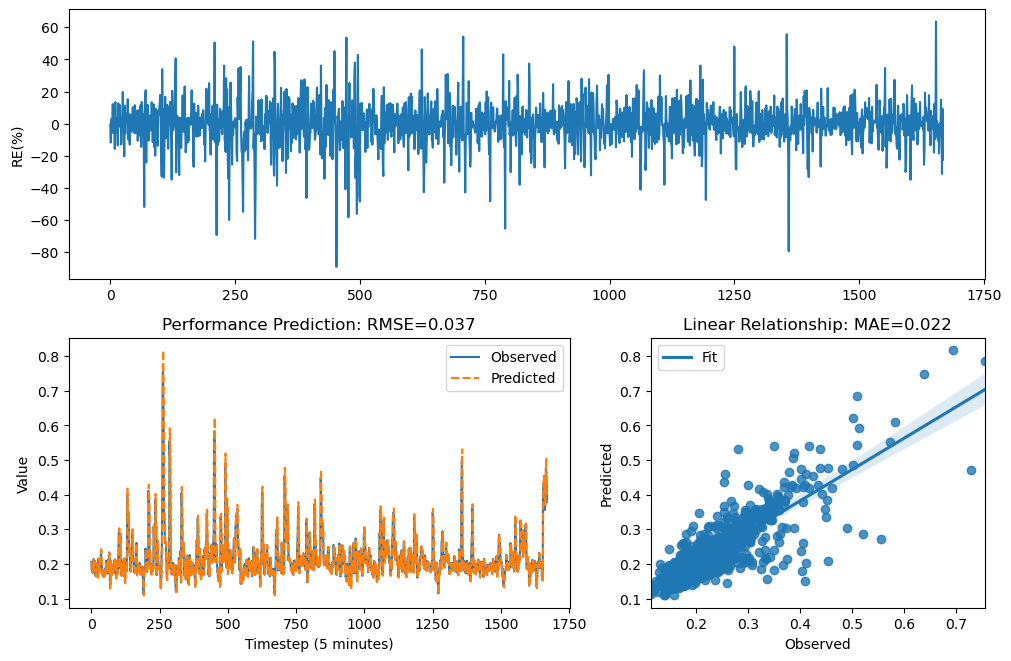 60
40
20
0
−20
−40
−60
−80
RE(%)
0 250 500 750 1000 1250 1500 1750
Performance Prediction: RMSE=0.037
0.8
0.7
0.6
0.5
0.4
0.3
0.2
0.1
Value
Observed
Predicted
0 250 500 750 1000 1250 1500 1750
Timestep (5 minutes)
Linear Relationship: MAE=0.022
0.8
0.7
0.6
0.5
0.4
0.3
0.2
0.1
Predicted
Fit
0.2 0.3 0.4 0.5 0.6 0.7
Observed